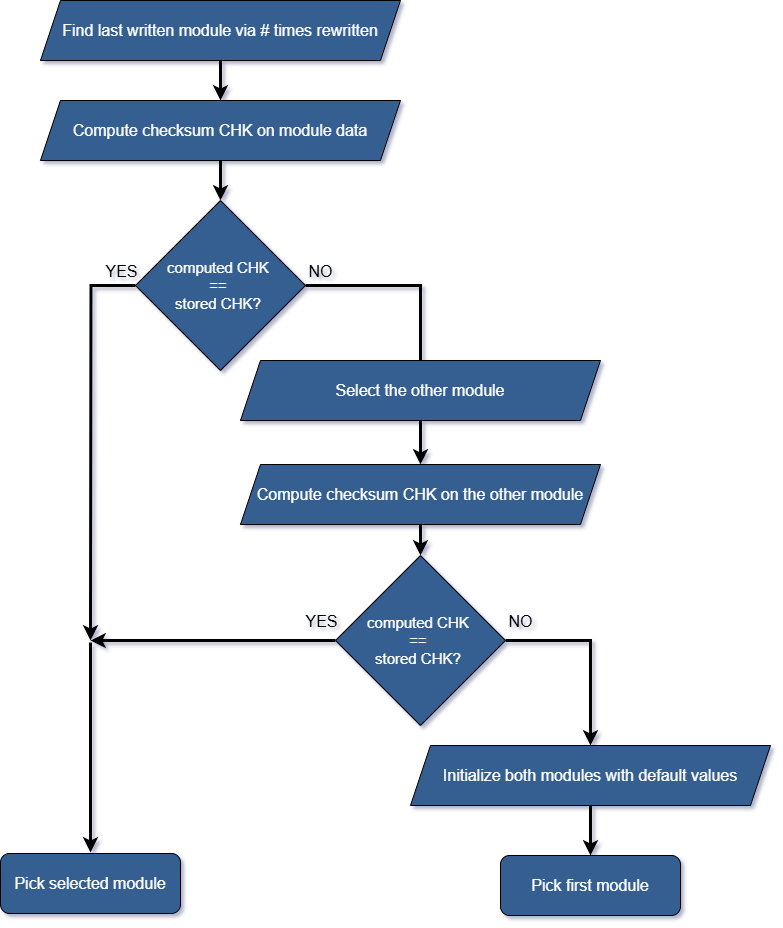 Find last written module via # times rewritten
Compute checksum CHK on module data
YES
computed CHK
==
stored CHK?
NO
Select the other module
Compute checksum CHK on the other module
YES
computed CHK
==
stored CHK?
NO
Initialize both modules with default values
Pick selected module
Pick first module